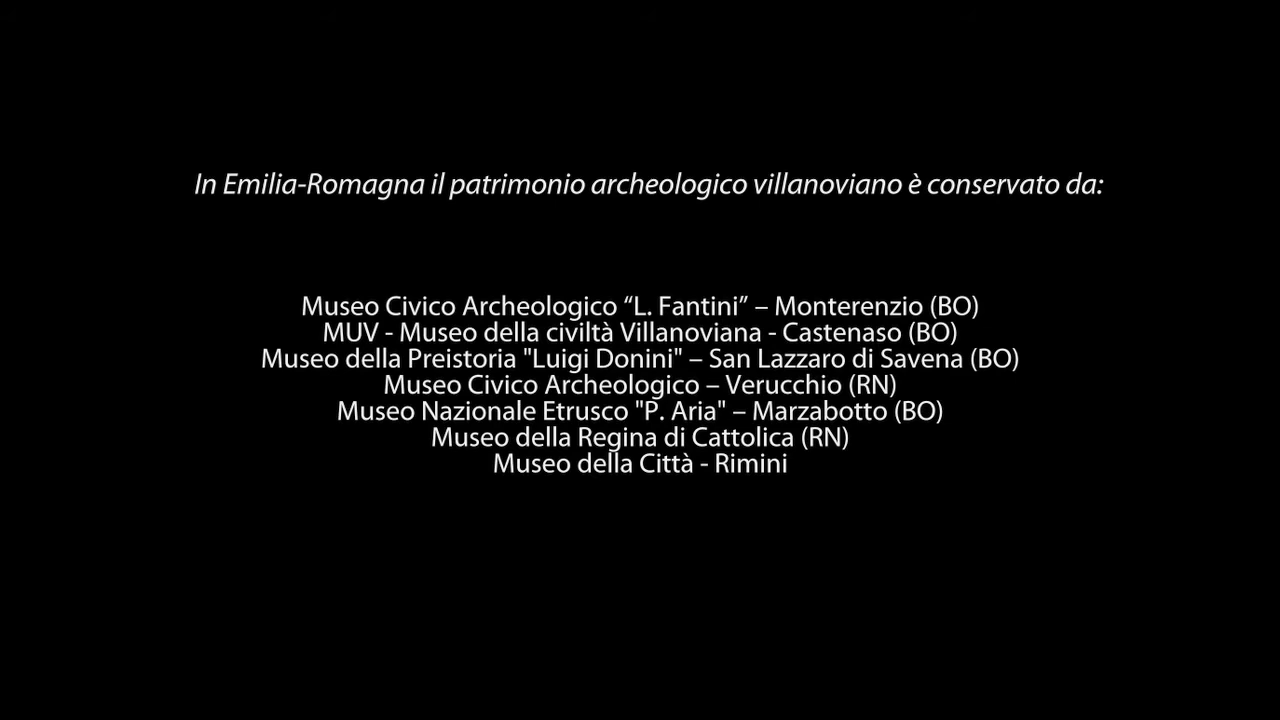 In Emilia-Romagna il patrimonio archeologico villanoviano è conservato da:
Museo Civico Archeologico “L. Fantini” – Monterenzio (BO)
MUV - Museo della civiltà Villanoviana - Castenaso (BO)
Museo della Preistoria "Luigi Donini" – San Lazzaro di Savena (BO)
Museo Civico Archeologico – Verucchio (RN)
Museo Nazionale Etrusco "P. Aria" – Marzabotto (BO)
Museo della Regina di Cattolica (RN)
Museo della Città - Rimini